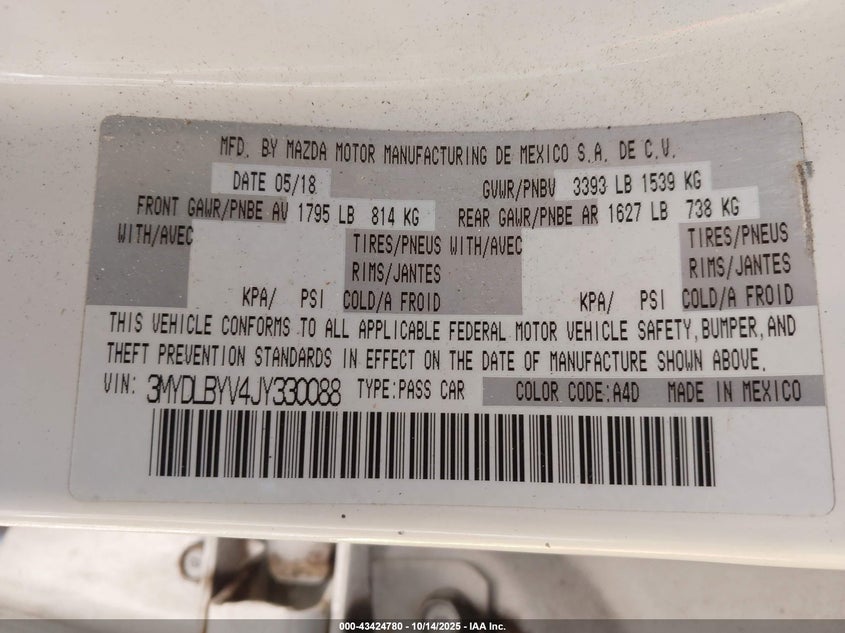 MFD. BY MAZDA MOTOR MANUFACTURING DE MEXICO S.A. DE C.V.
DATE 05/18 GVWR/PNBV 3393 LB 1539 KG
FRONT GAWR/PNBE AV 1795 LB 814 KG REAR GAWR/PNBE AR 1627 LB 738 KG
WITH/AVEC TIRES/PNEUS WITH/AVEC TIRES/PNEUS
RIMS/JANTES RIMS/JANTES
KPA/ PSI COLD/A FROID KPA/ PSI COLD/A FROID
THIS VEHICLE CONFORMS TO ALL APPLICABLE FEDERAL MOTOR VEHICLE SAFETY, BUMPER, AND
THEFT PREVENTION STANDARDS IN EFFECT ON THE DATE OF MANUFACTURE SHOWN ABOVE.
VIN: 3MYDLBYV4JY330088 TYPE:PASS CAR COLOR CODE:A4D MADE IN MEXICO
000-43424780 - 10/14/2025 - IAA Inc.